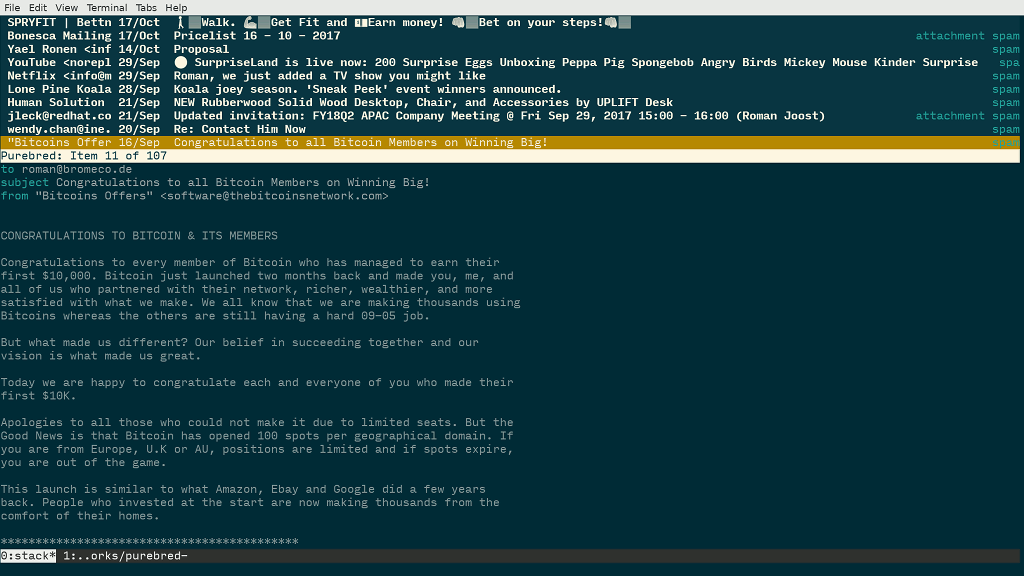 File Edit View Terminal Tabs Help
SPRYFIT | Bettn 17/Oct Walk. Get Fit and Earn money! Bet on your steps!
Bonesca Mailing 17/Oct Pricelist 16 - 10 - 2017 attachment spam
Yael Ronen <inf 14/Oct Proposal spam
YouTube <norepl 29/Sep SurpriseLand is live now: 200 Surprise Eggs Unboxing Peppa Pig Spongebob Angry Birds Mickey Mouse Kinder Surprise spa
Netflix <info@m 29/Sep Roman, we just added a TV show you might like spam
Lone Pine Koala 28/Sep Koala joey season. 'Sneak Peek' event winners announced. spam
Human Solution 21/Sep NEW Rubberwood Solid Wood Desktop, Chair, and Accessories by UPLIFT Desk spam
jleck@redhat.co 21/Sep Updated invitation: FY18Q2 APAC Company Meeting @ Fri Sep 29, 2017 15:00 - 16:00 (Roman Joost) attachment spam
wendy.chan@ine. 20/Sep Re: Contact Him Now spam
"Bitcoins Offer 16/Sep Congratulations to all Bitcoin Members on Winning Big!
Purebred: Item 11 of 107
to roman@bromeco.de
subject Congratulations to all Bitcoin Members on Winning Big!
from "Bitcoins Offers" <software@thebitcoinsnetwork.com>
CONGRATULATIONS TO BITCOIN & ITS MEMBERS
Congratulations to every member of Bitcoin who has managed to earn their
first $10,000. Bitcoin just launched two months back and made you, me, and
all of us who partnered with their network, richer, wealthier, and more
satisfied with what we make. We all know that we are making thousands using
Bitcoins whereas the others are still having a hard 09-05 job.
But what made us different? Our belief in succeeding together and our
vision is what made us great.
Today we are happy to congratulate each and everyone of you who made their
first $10K.
Apologies to all those who could not make it due to limited seats. But the
Good News is that Bitcoin has opened 100 spots per geographical domain. If
you are from Europe, U.K or AU, positions are limited and if spots expire,
you are out of the game.
This launch is similar to what Amazon, Ebay and Google did a few years
back. People who invested at the start are now making thousands from the
comfort of their homes.
*******************************************
0:stack* 1:..orks/purebred-